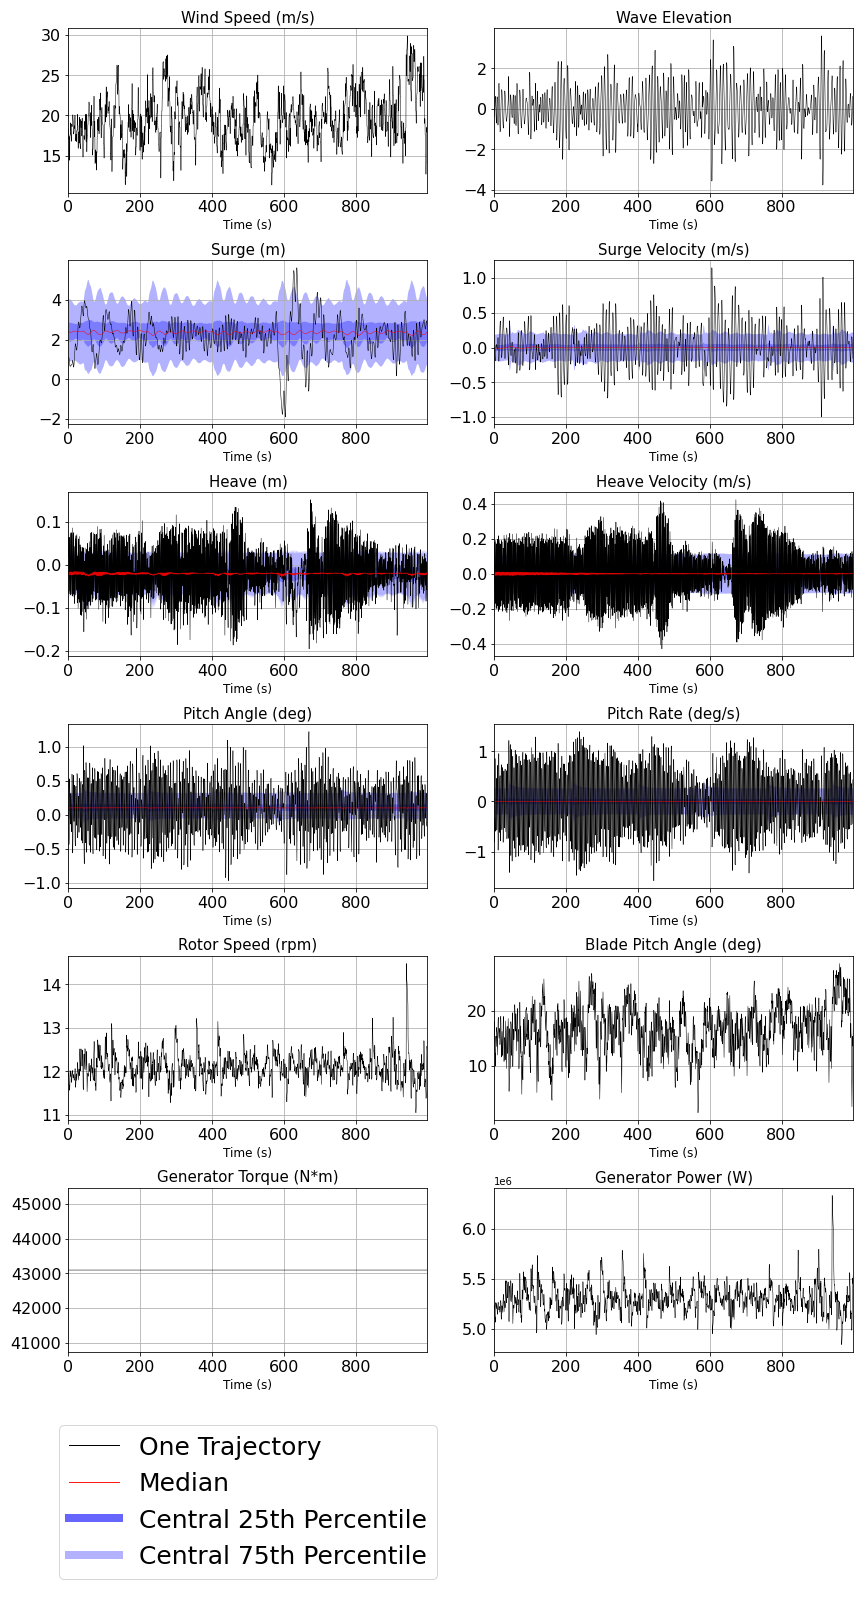 Wind Speed (m/s)
30
25
20
15
0 200 400 600 800
Time (s)
Wave Elevation
2
0
−2
−4
0 200 400 600 800
Time (s)
Surge (m)
4
2
0
−2
0 200 400 600 800
Time (s)
Surge Velocity (m/s)
1.0
0.5
0.0
−0.5
−1.0
0 200 400 600 800
Time (s)
Heave (m)
0.1
0.0
−0.1
−0.2
0 200 400 600 800
Time (s)
Heave Velocity (m/s)
0.4
0.2
0.0
−0.2
−0.4
0 200 400 600 800
Time (s)
Pitch Angle (deg)
1.0
0.5
0.0
−0.5
−1.0
0 200 400 600 800
Time (s)
Pitch Rate (deg/s)
1
0
−1
0 200 400 600 800
Time (s)
Rotor Speed (rpm)
14
13
12
11
0 200 400 600 800
Time (s)
Blade Pitch Angle (deg)
20
10
0 200 400 600 800
Time (s)
Generator Torque (N*m)
45000
44000
43000
42000
41000
0 200 400 600 800
Time (s)
Generator Power (W)
1e6
6.0
5.5
5.0
0 200 400 600 800
Time (s)
One Trajectory
Median
Central 25th Percentile
Central 75th Percentile